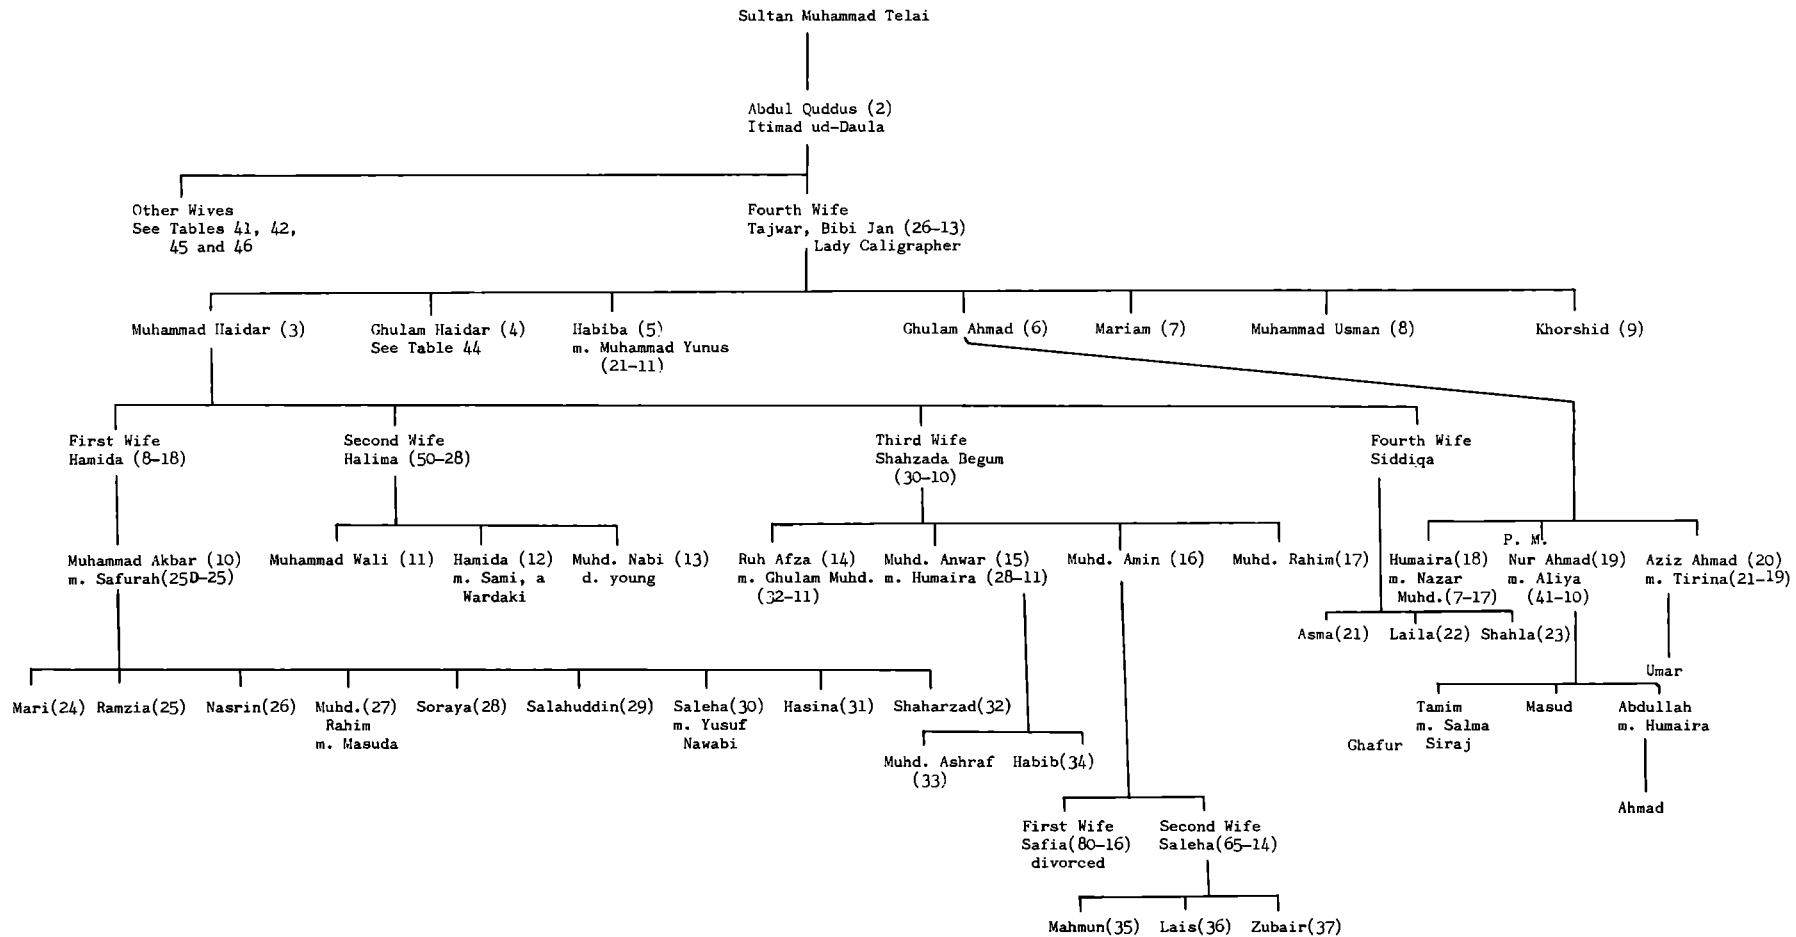 Sultan Muhammad Telai
Abdul Quddus (2)
Itimad ud-Daula
Other Wives
See Tables 41, 42,
45 and 46
Fourth Wife
Tajwar, Bibi Jan (26-13)
Lady Caligrapher
Muhammad Haidar (3)
Ghulam Haidar (4)
See Table 44
Habiba (5)
m. Muhammad Yunus
(21-11)
Ghulam Ahmad (6)
Mariam (7)
Muhammad Usman (8)
Khorshid (9)
First Wife
Hamida (8-18)
Second Wife
Halima (50-28)
Third Wife
Shahzada Begum
(30-10)
Fourth Wife
Siddiqa
Muhammad Akbar (10)
m. Safurah(25D-25)
Muhammad Wali (11)
Hamida (12)
m. Sami, a
Wardaki
Muhd. Nabi (13)
d. young
Ruh Afza (14)
m. Ghulam Muhd.
(32-11)
Muhd. Anwar (15)
m. Humaira (28-11)
Muhd. Amin (16)
Muhd. Rahim(17)
Humaira(18)
m. Nazar
Muhd.(7-17)
P. M.
Nur Ahmad(19)
m. Aliya
(41-10)
Aziz Ahmad (20)
m. Tirina(21-19)
Asma(21)
Laila(22)
Shahla(23)
Umar
Mari(24)
Ramzia(25)
Nasrin(26)
Muhd.(27)
Rahim
m. Masuda
Soraya(28)
Salahuddin(29)
Saleha(30)
m. Yusuf
Nawabi
Hasina(31)
Shaharzad(32)
Tamim
m. Salma
Ghafur Siraj
Masud
Abdullah
m. Humaira
Muhd. Ashraf
(33)
Habib(34)
Ahmad
First Wife
Safia(80-16)
divorced
Second Wife
Saleha(65-14)
Mahmun(35)
Lais(36)
Zubair(37)